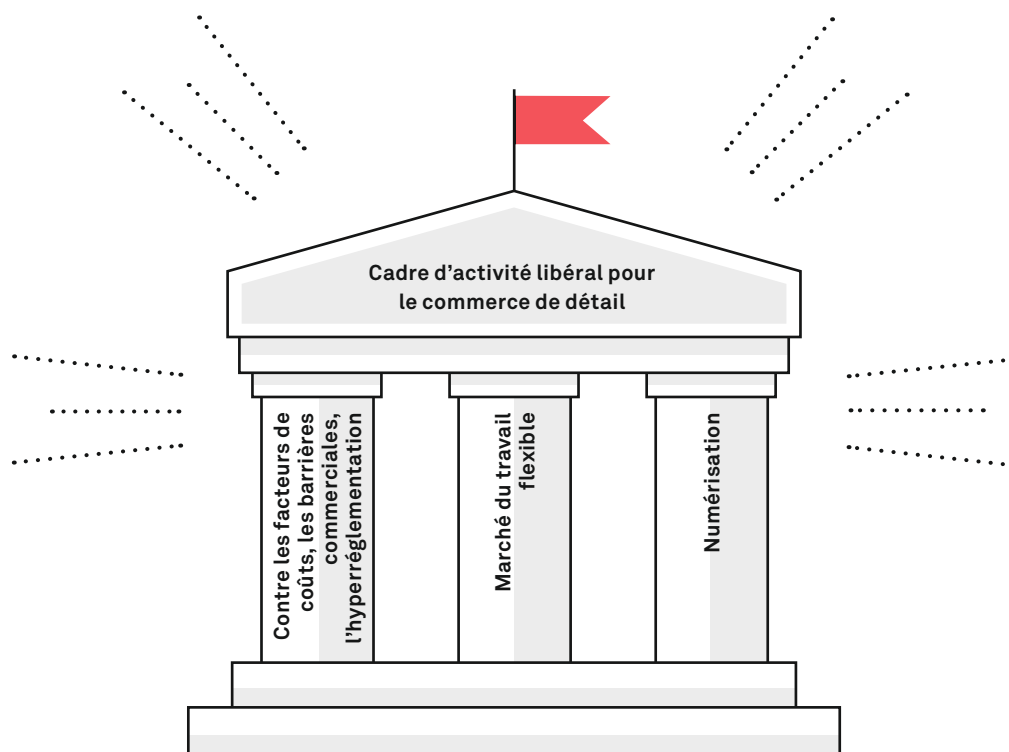 Cadre d’activité libéral pour
le commerce de détail
Contre les facteurs de
coûts, les barrières
commerciales,
l’hyperréglementation
Marché du travail
flexible
Numérisation